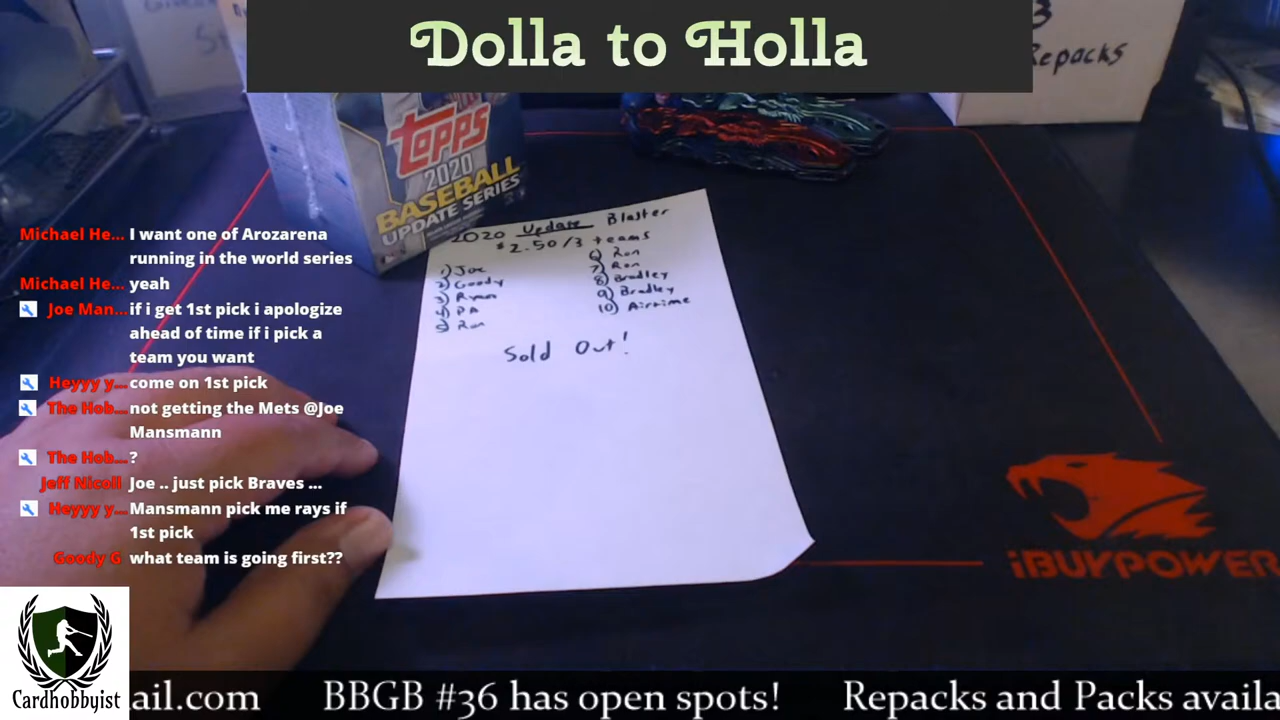 Dolla to Holla
3
Repacks
TOPPS
2020
BASEBALL
UPDATE SERIES
2020 Update Blaster
$2.50/3 teams
1) Joe
2) Goody
3) Ryan
4) PA
5) Ron
6) Ron
7) Ron
8) Bradley
9) Bradley
10) Airtime
Sold Out!
Michael He... I want one of Arozarena
running in the world series
Michael He... yeah
Joe Man... if i get 1st pick i apologize
ahead of time if i pick a
team you want
Heyyy y... come on 1st pick
The Hob... not getting the Mets @Joe
Mansmann
The Hob... ?
Jeff Nicoll Joe .. just pick Braves ...
Heyyy y... Mansmann pick me rays if
1st pick
Goody G what team is going first??
iBUYPOWER
Cardhobbyist
ail.com BBGB #36 has open spots! Repacks and Packs availa